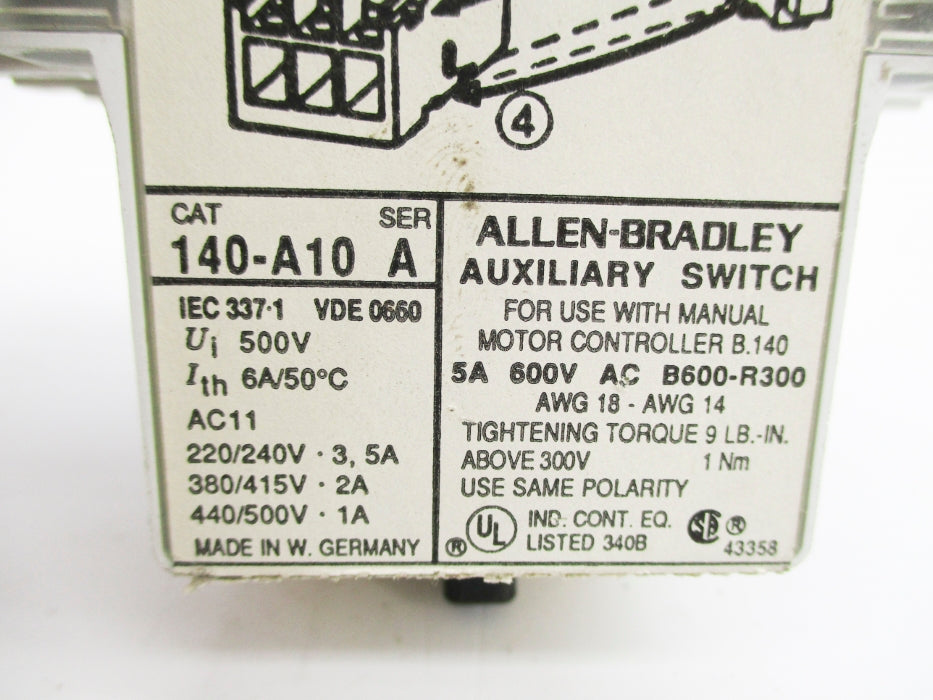 4
CAT SER
140-A10 A
IEC 337·1 VDE 0660
Ui 500V
Ith 6A/50°C
AC11
220/240V · 3, 5A
380/415V · 2A
440/500V · 1A
MADE IN W. GERMANY
ALLEN-BRADLEY
AUXILIARY SWITCH
FOR USE WITH MANUAL
MOTOR CONTROLLER B.140
5A 600V AC B600-R300
AWG 18 - AWG 14
TIGHTENING TORQUE 9 LB.-IN.
ABOVE 300V 1 Nm
USE SAME POLARITY
UL IND. CONT. EQ. SA ®
® LISTED 340B 43358